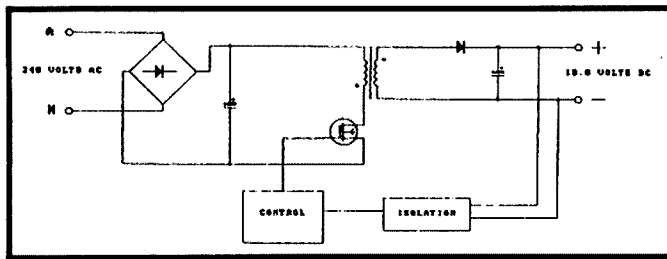 A
240 VOLTS AC
N
+
13.8 VOLTS DC
−
CONTROL
ISOLATION